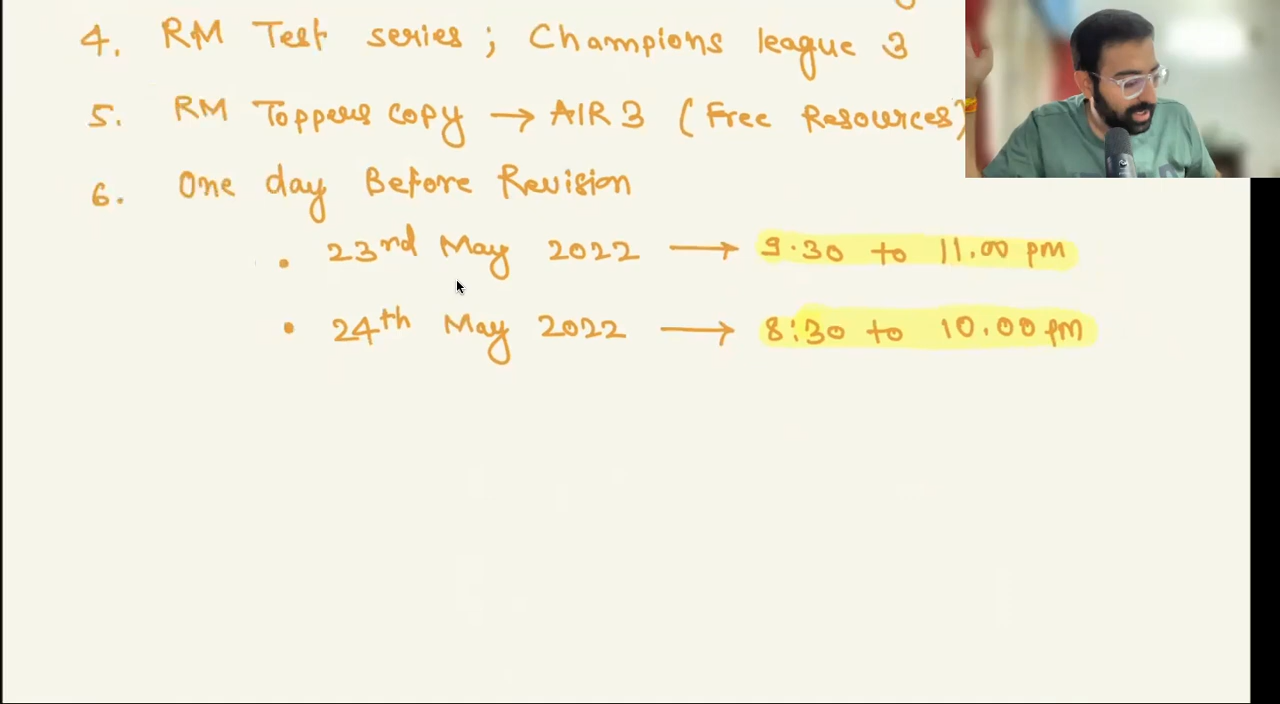 4. RM Test series ; Champions league 3
5. RM Toppers copy → AIR 3 (Free Resources)
6. One day Before Revision
• 23rd May 2022 → 9.30 to 11.00 pm
• 24th May 2022 → 8:30 to 10.00 pm